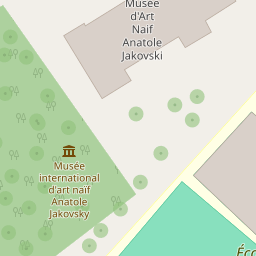 Musée
d'Art
Naïf
Anatole
Jakovski
Musée
international
d'art naïf
Anatole
Jakovsky